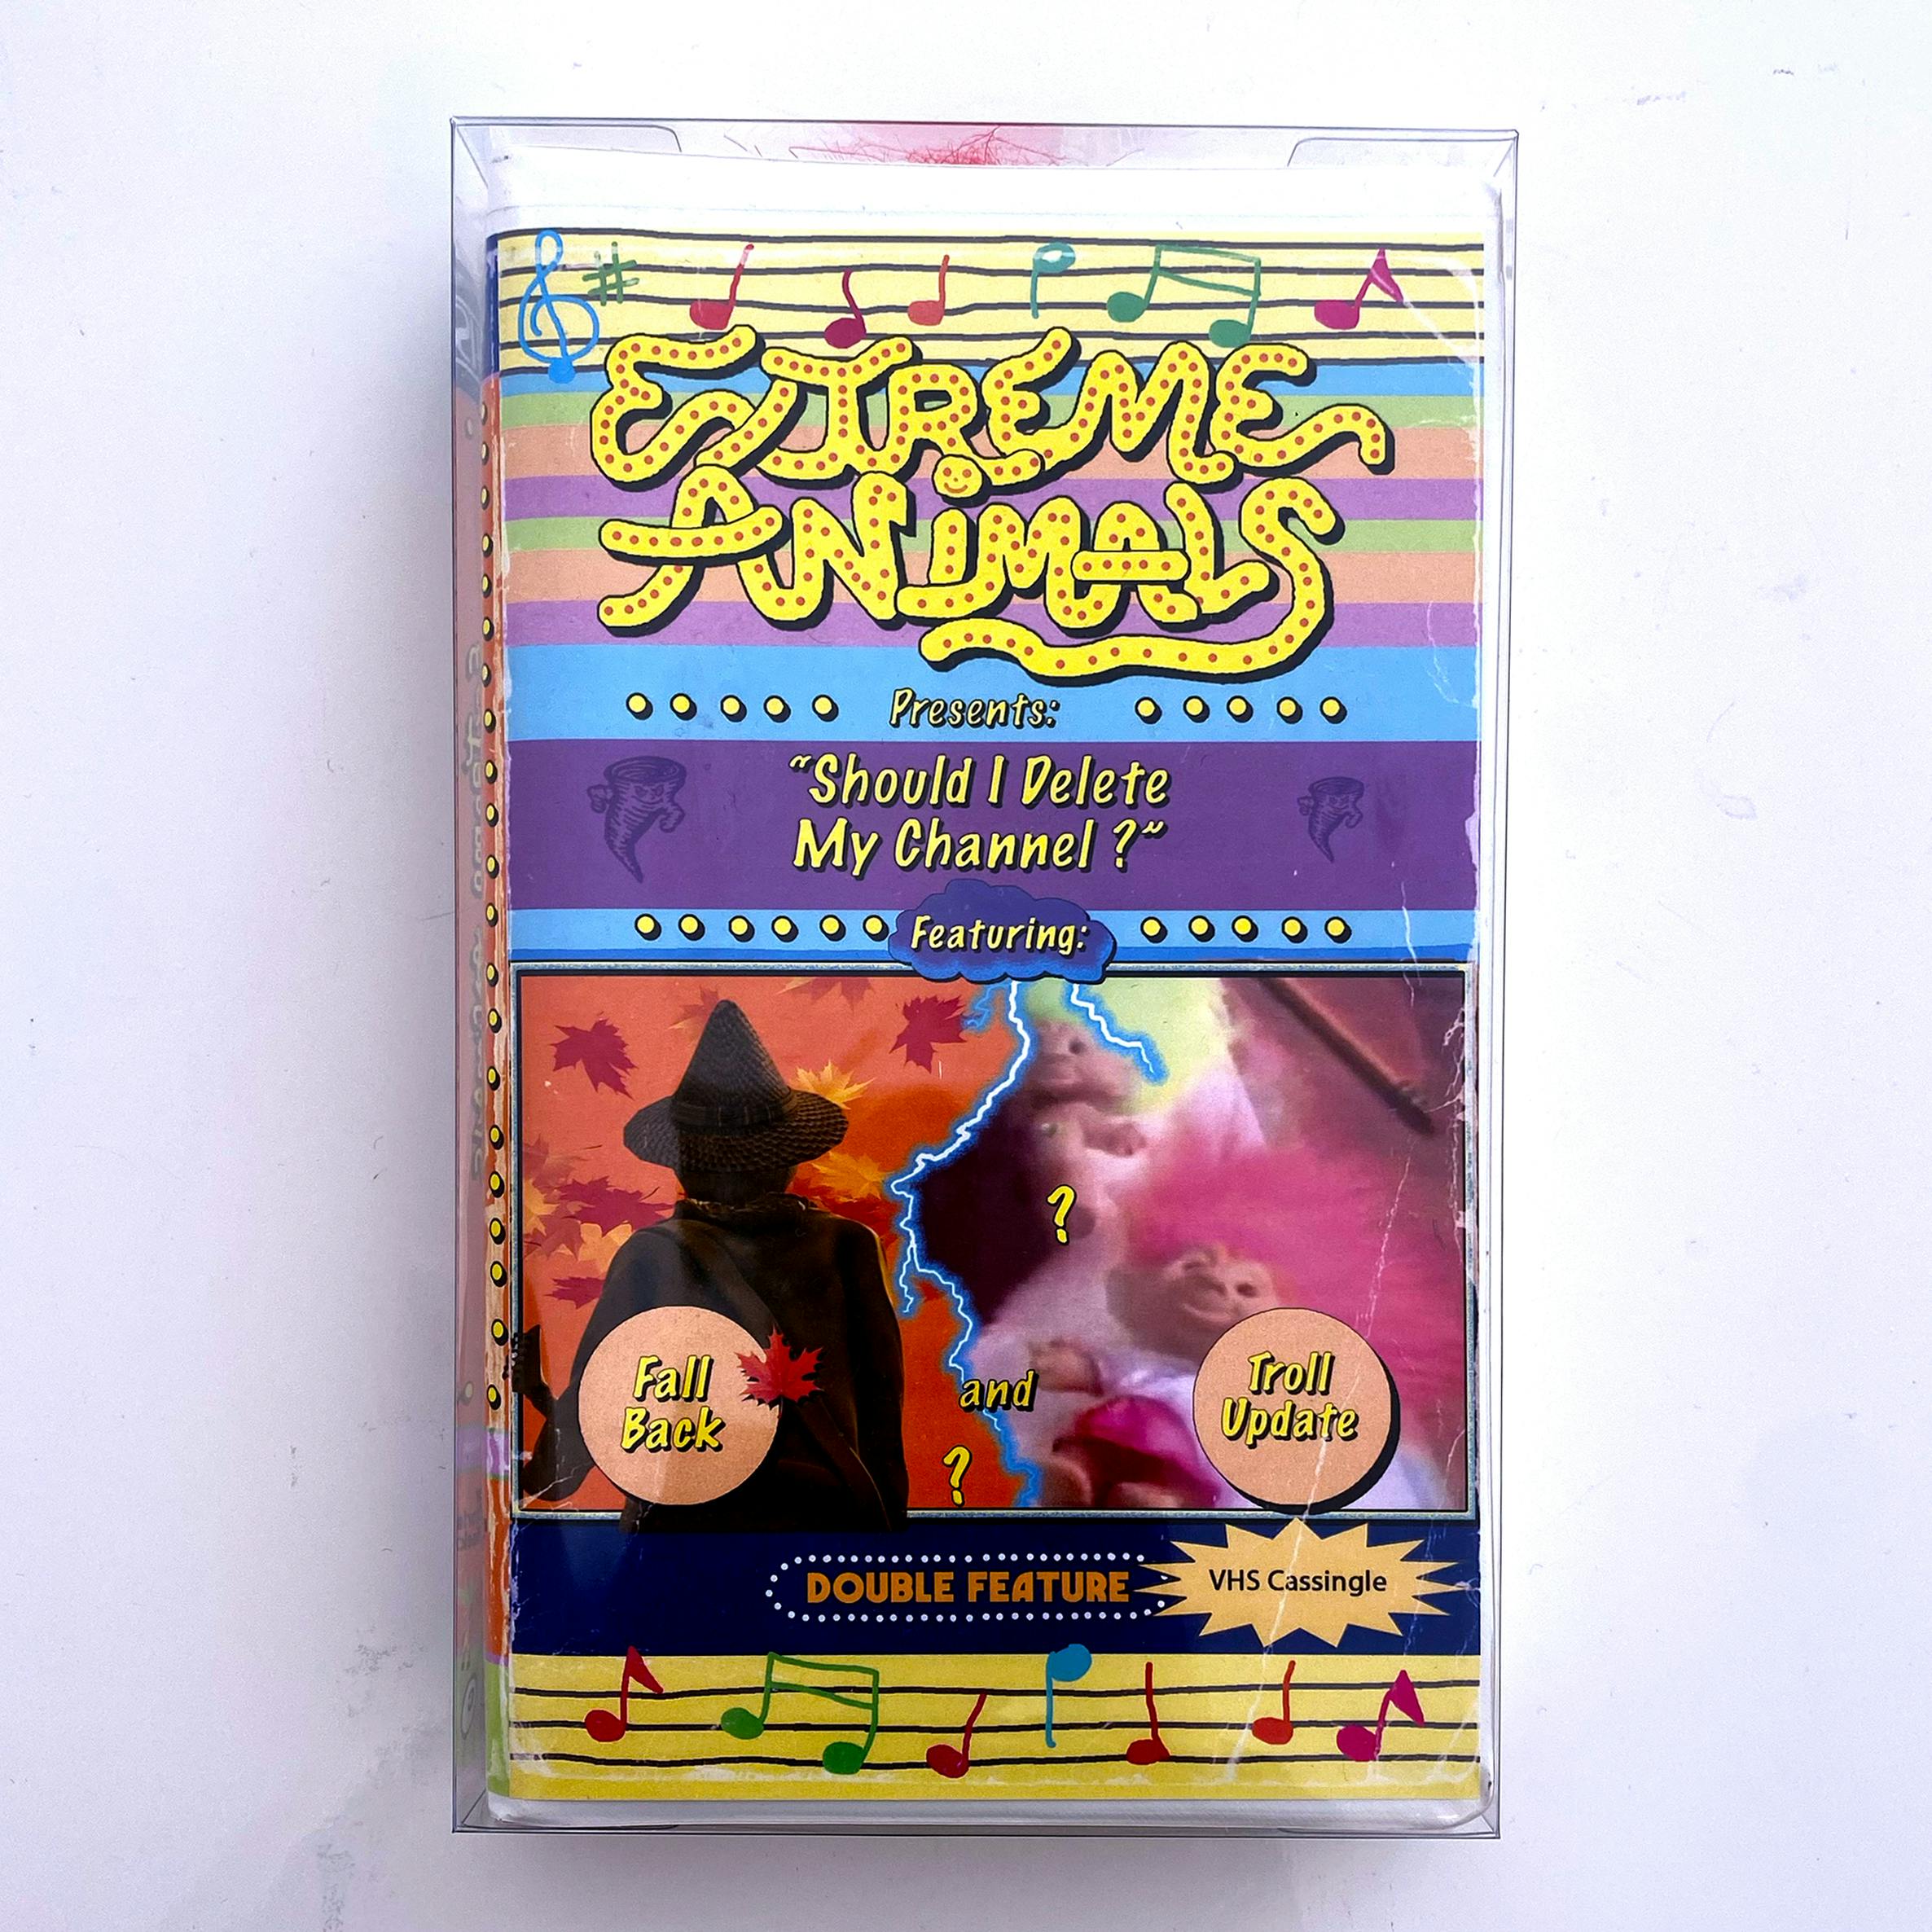 EXTREME
ANiMALS
Presents:
“Should I Delete
My Channel ?”
Featuring:
?
Fall
Back
and
Troll
Update
?
DOUBLE FEATURE
VHS Cassingle